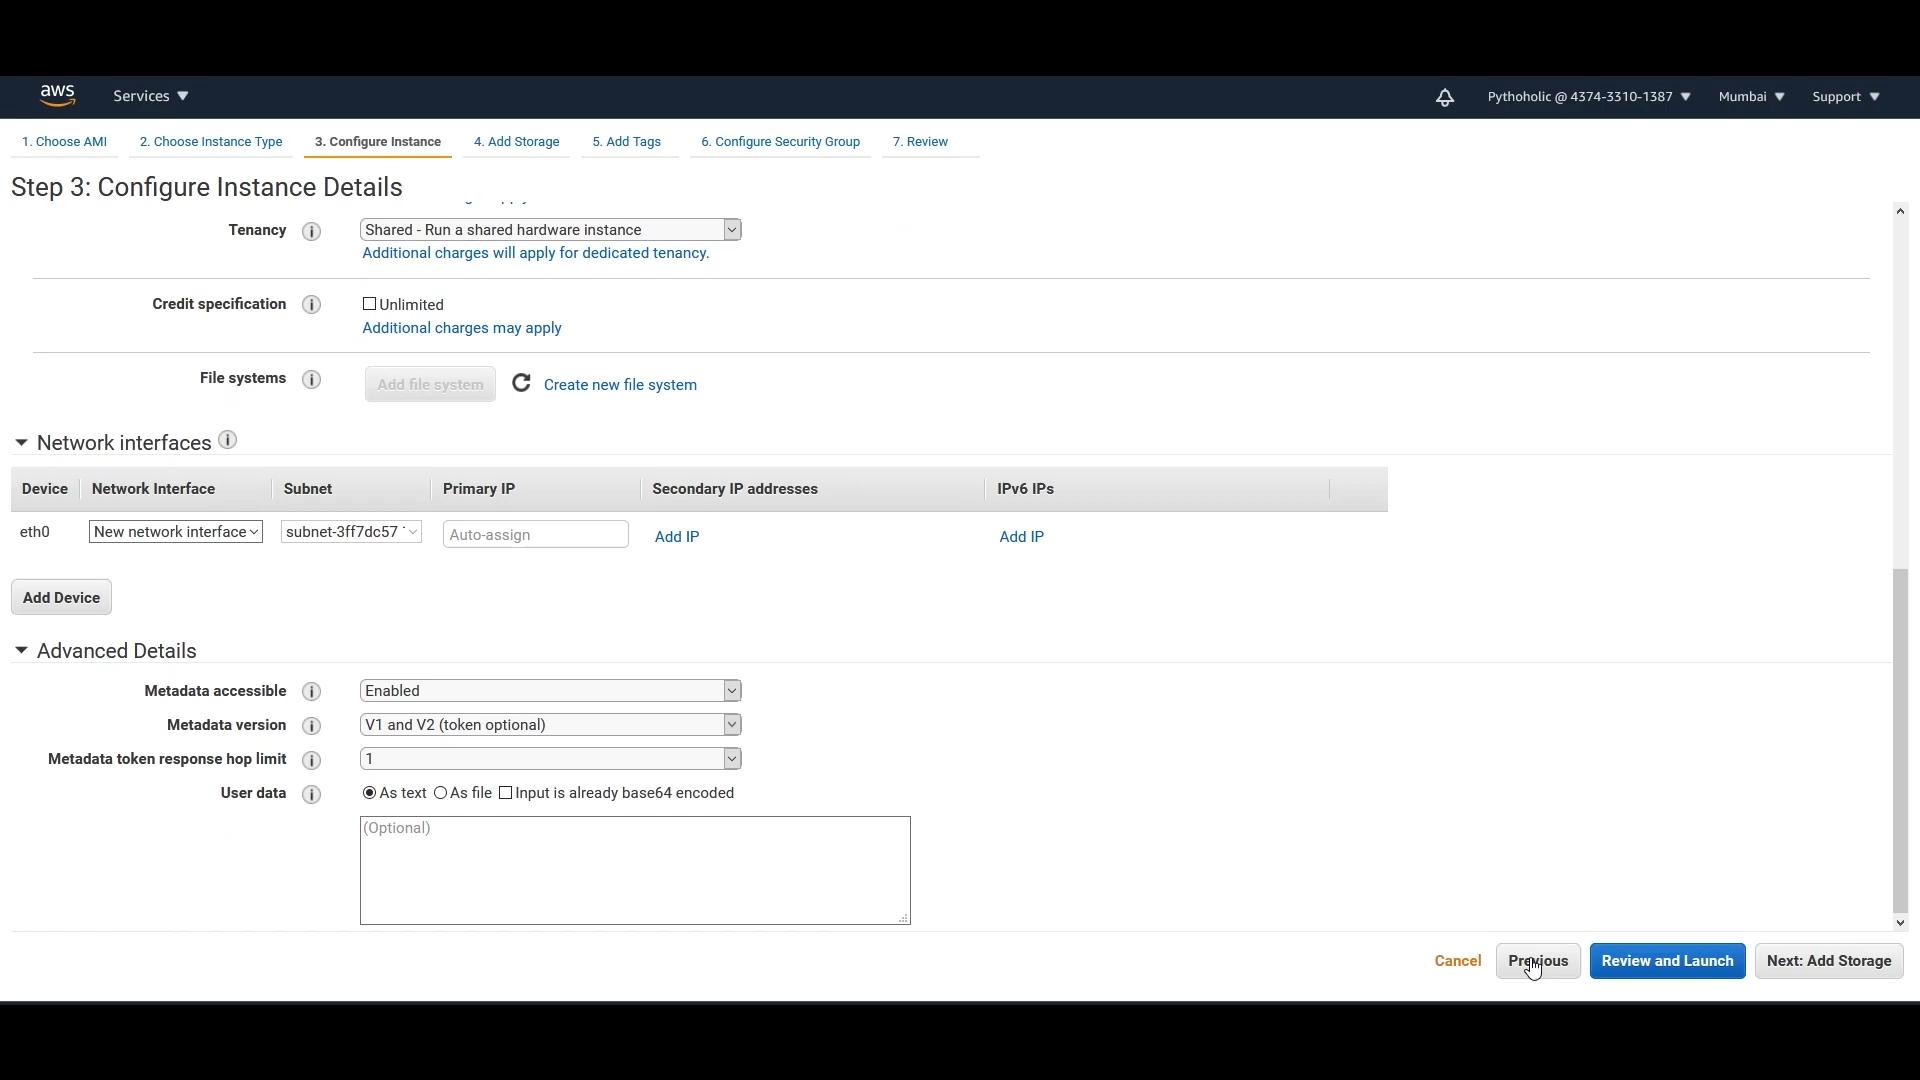 aws Services Pythoholic @ 4374-3310-1387 Mumbai Support
1. Choose AMI 2. Choose Instance Type 3. Configure Instance 4. Add Storage 5. Add Tags 6. Configure Security Group 7. Review
Step 3: Configure Instance Details
Tenancy Shared - Run a shared hardware instance
Additional charges will apply for dedicated tenancy.
Credit specification Unlimited
Additional charges may apply
File systems Add file system Create new file system
Network interfaces
Device Network Interface Subnet Primary IP Secondary IP addresses IPv6 IPs
eth0 New network interface subnet-3ff7dc57 Auto-assign Add IP Add IP
Add Device
Advanced Details
Metadata accessible Enabled
Metadata version V1 and V2 (token optional)
Metadata token response hop limit 1
User data As text As file Input is already base64 encoded
(Optional)
Cancel Previous Review and Launch Next: Add Storage